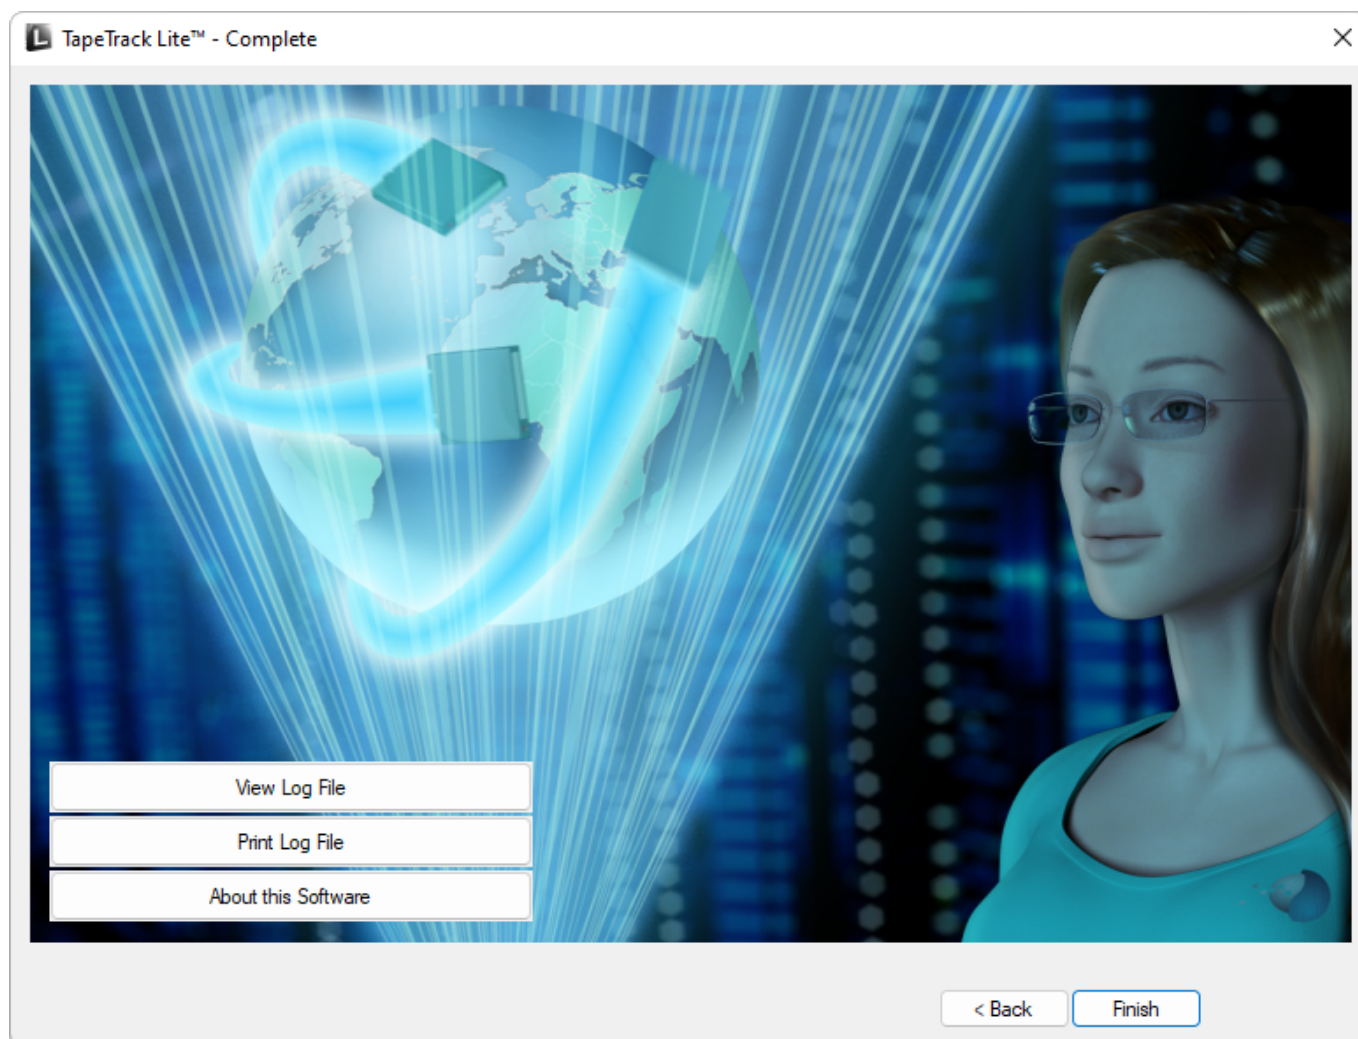 TapeTrack Lite™ - Complete
View Log File
Print Log File
About this Software
< Back
Finish